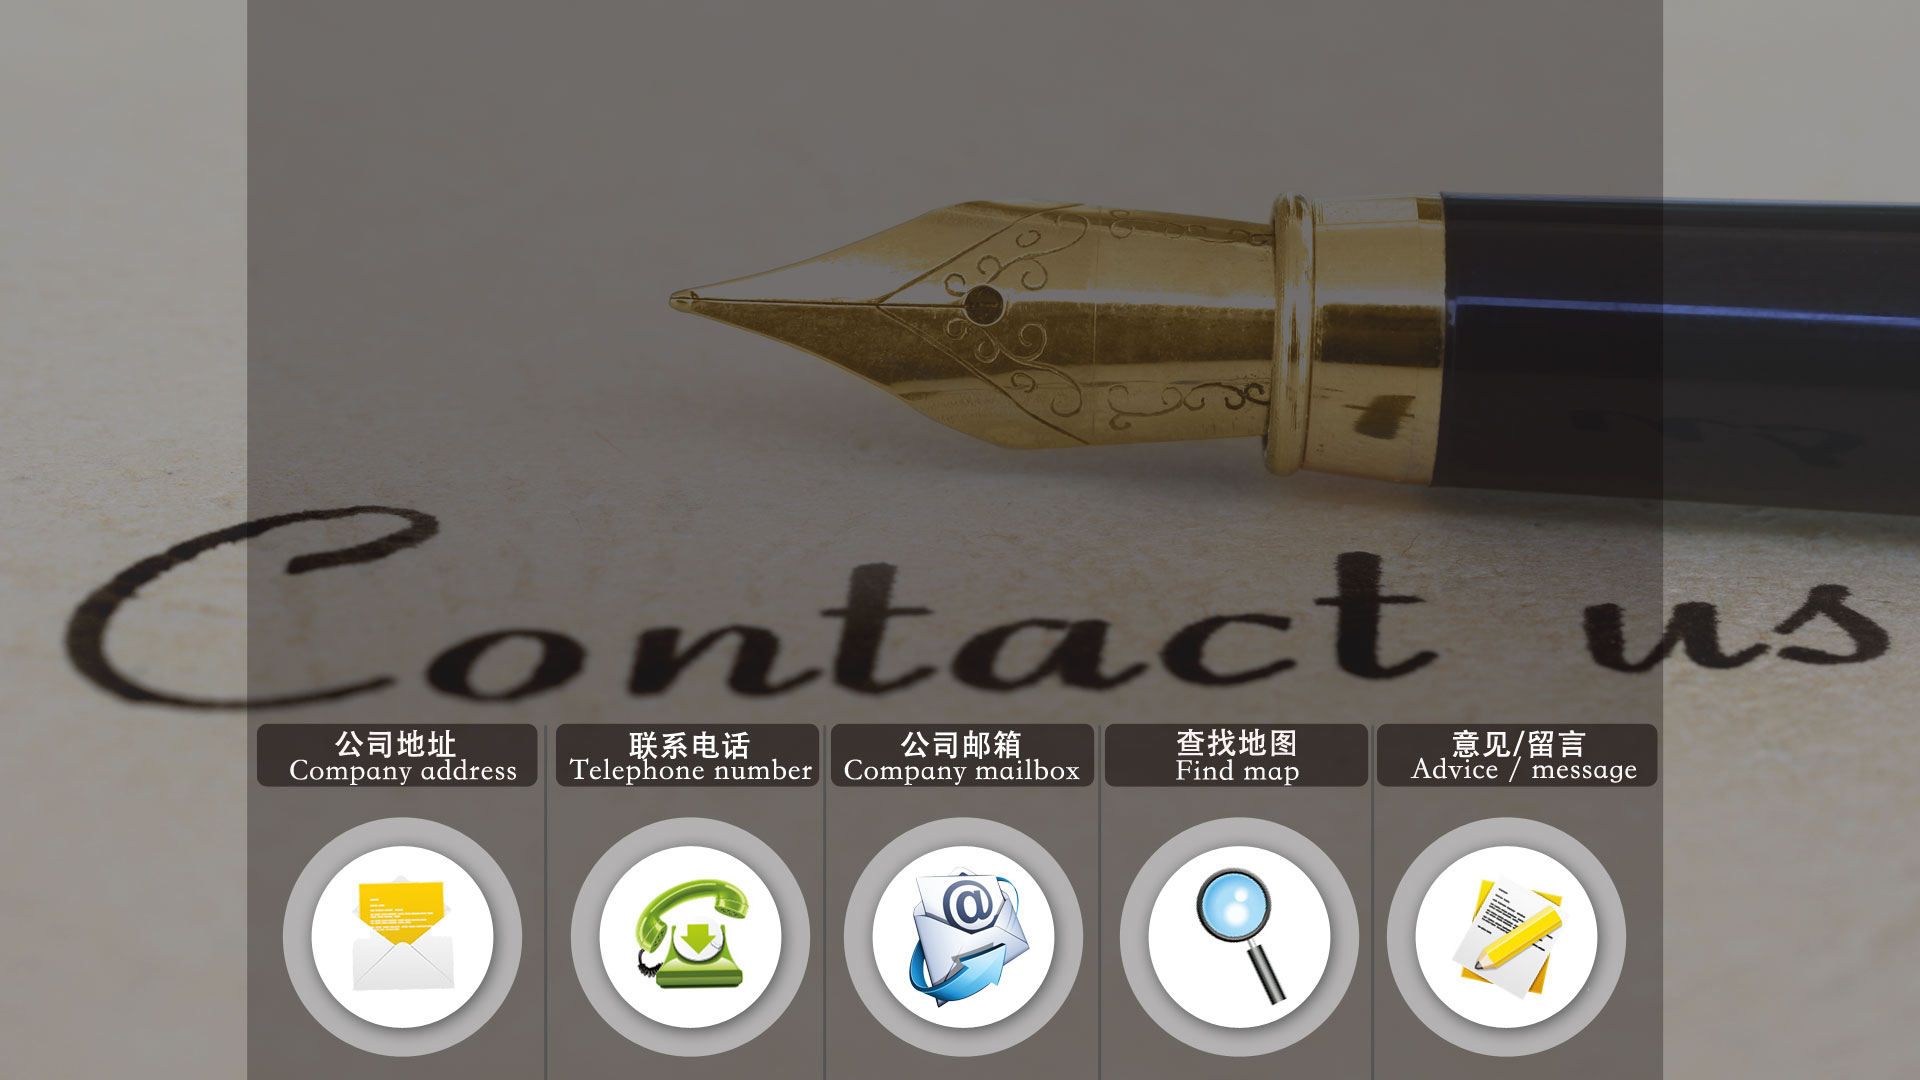 Contact us
公司地址
Company address
联系电话
Telephone number
公司邮箱
Company mailbox
查找地图
Find map
意见/留言
Advice / message
@